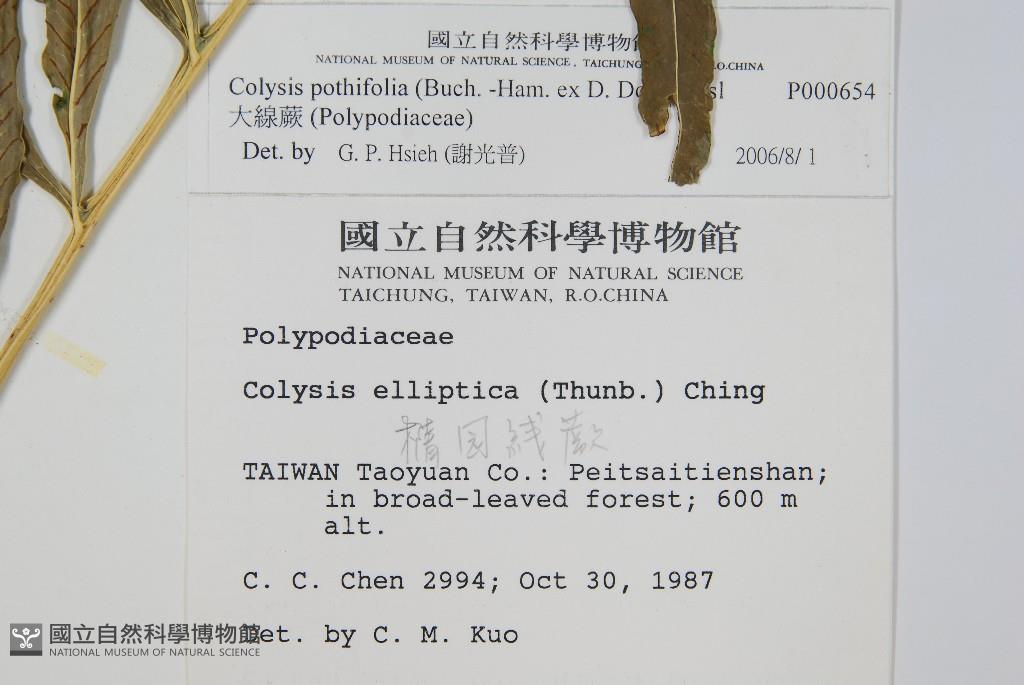 國立自然科學博物
NATIONAL MUSEUM OF NATURAL SCIENCE, TAICHUNG R.O.CHINA
Colysis pothifolia (Buch. -Ham. ex D. P000654
大線蕨 (Polypodiaceae)
Det. by G. P. Hsieh (謝光普) 2006/8/1
國立自然科學博物館
NATIONAL MUSEUM OF NATURAL SCIENCE
TAICHUNG, TAIWAN, R.O.CHINA
Polypodiaceae
Colysis elliptica (Thunb.) Ching
TAIWAN Taoyuan Co.: Peitsaitienshan;
in broad-leaved forest; 600 m
alt.
C. C. Chen 2994; Oct 30, 1987
Det. by C. M. Kuo
國立自然科學博物館
NATIONAL MUSEUM OF NATURAL SCIENCE